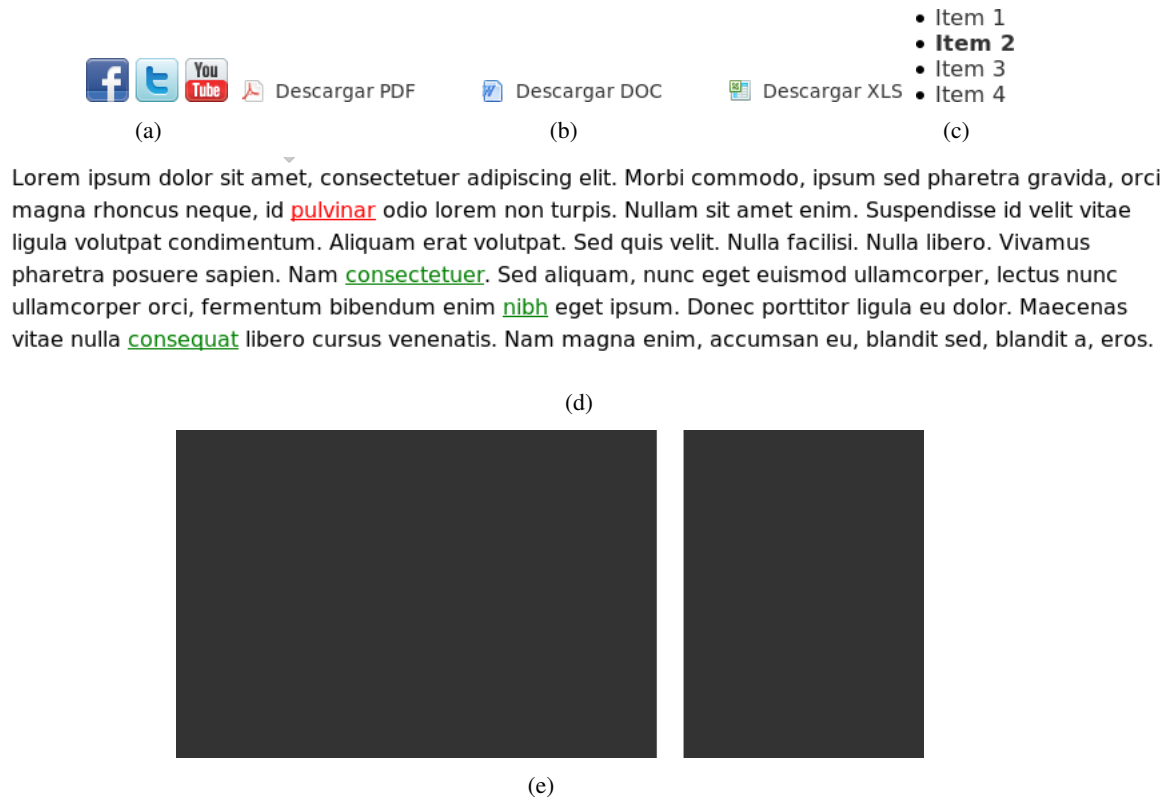 Item 1
Item 2
Item 3
Item 4
f t You Tube Descargar PDF Descargar DOC Descargar XLS
(a) (b) (c)
Lorem ipsum dolor sit amet, consectetuer adipiscing elit. Morbi commodo, ipsum sed pharetra gravida, orci
magna rhoncus neque, id pulvinar odio lorem non turpis. Nullam sit amet enim. Suspendisse id velit vitae
ligula volutpat condimentum. Aliquam erat volutpat. Sed quis velit. Nulla facilisi. Nulla libero. Vivamus
pharetra posuere sapien. Nam consectetuer. Sed aliquam, nunc eget euismod ullamcorper, lectus nunc
ullamcorper orci, fermentum bibendum enim nibh eget ipsum. Donec porttitor ligula eu dolor. Maecenas
vitae nulla consequat libero cursus venenatis. Nam magna enim, accumsan eu, blandit sed, blandit a, eros.
(d)
(e)